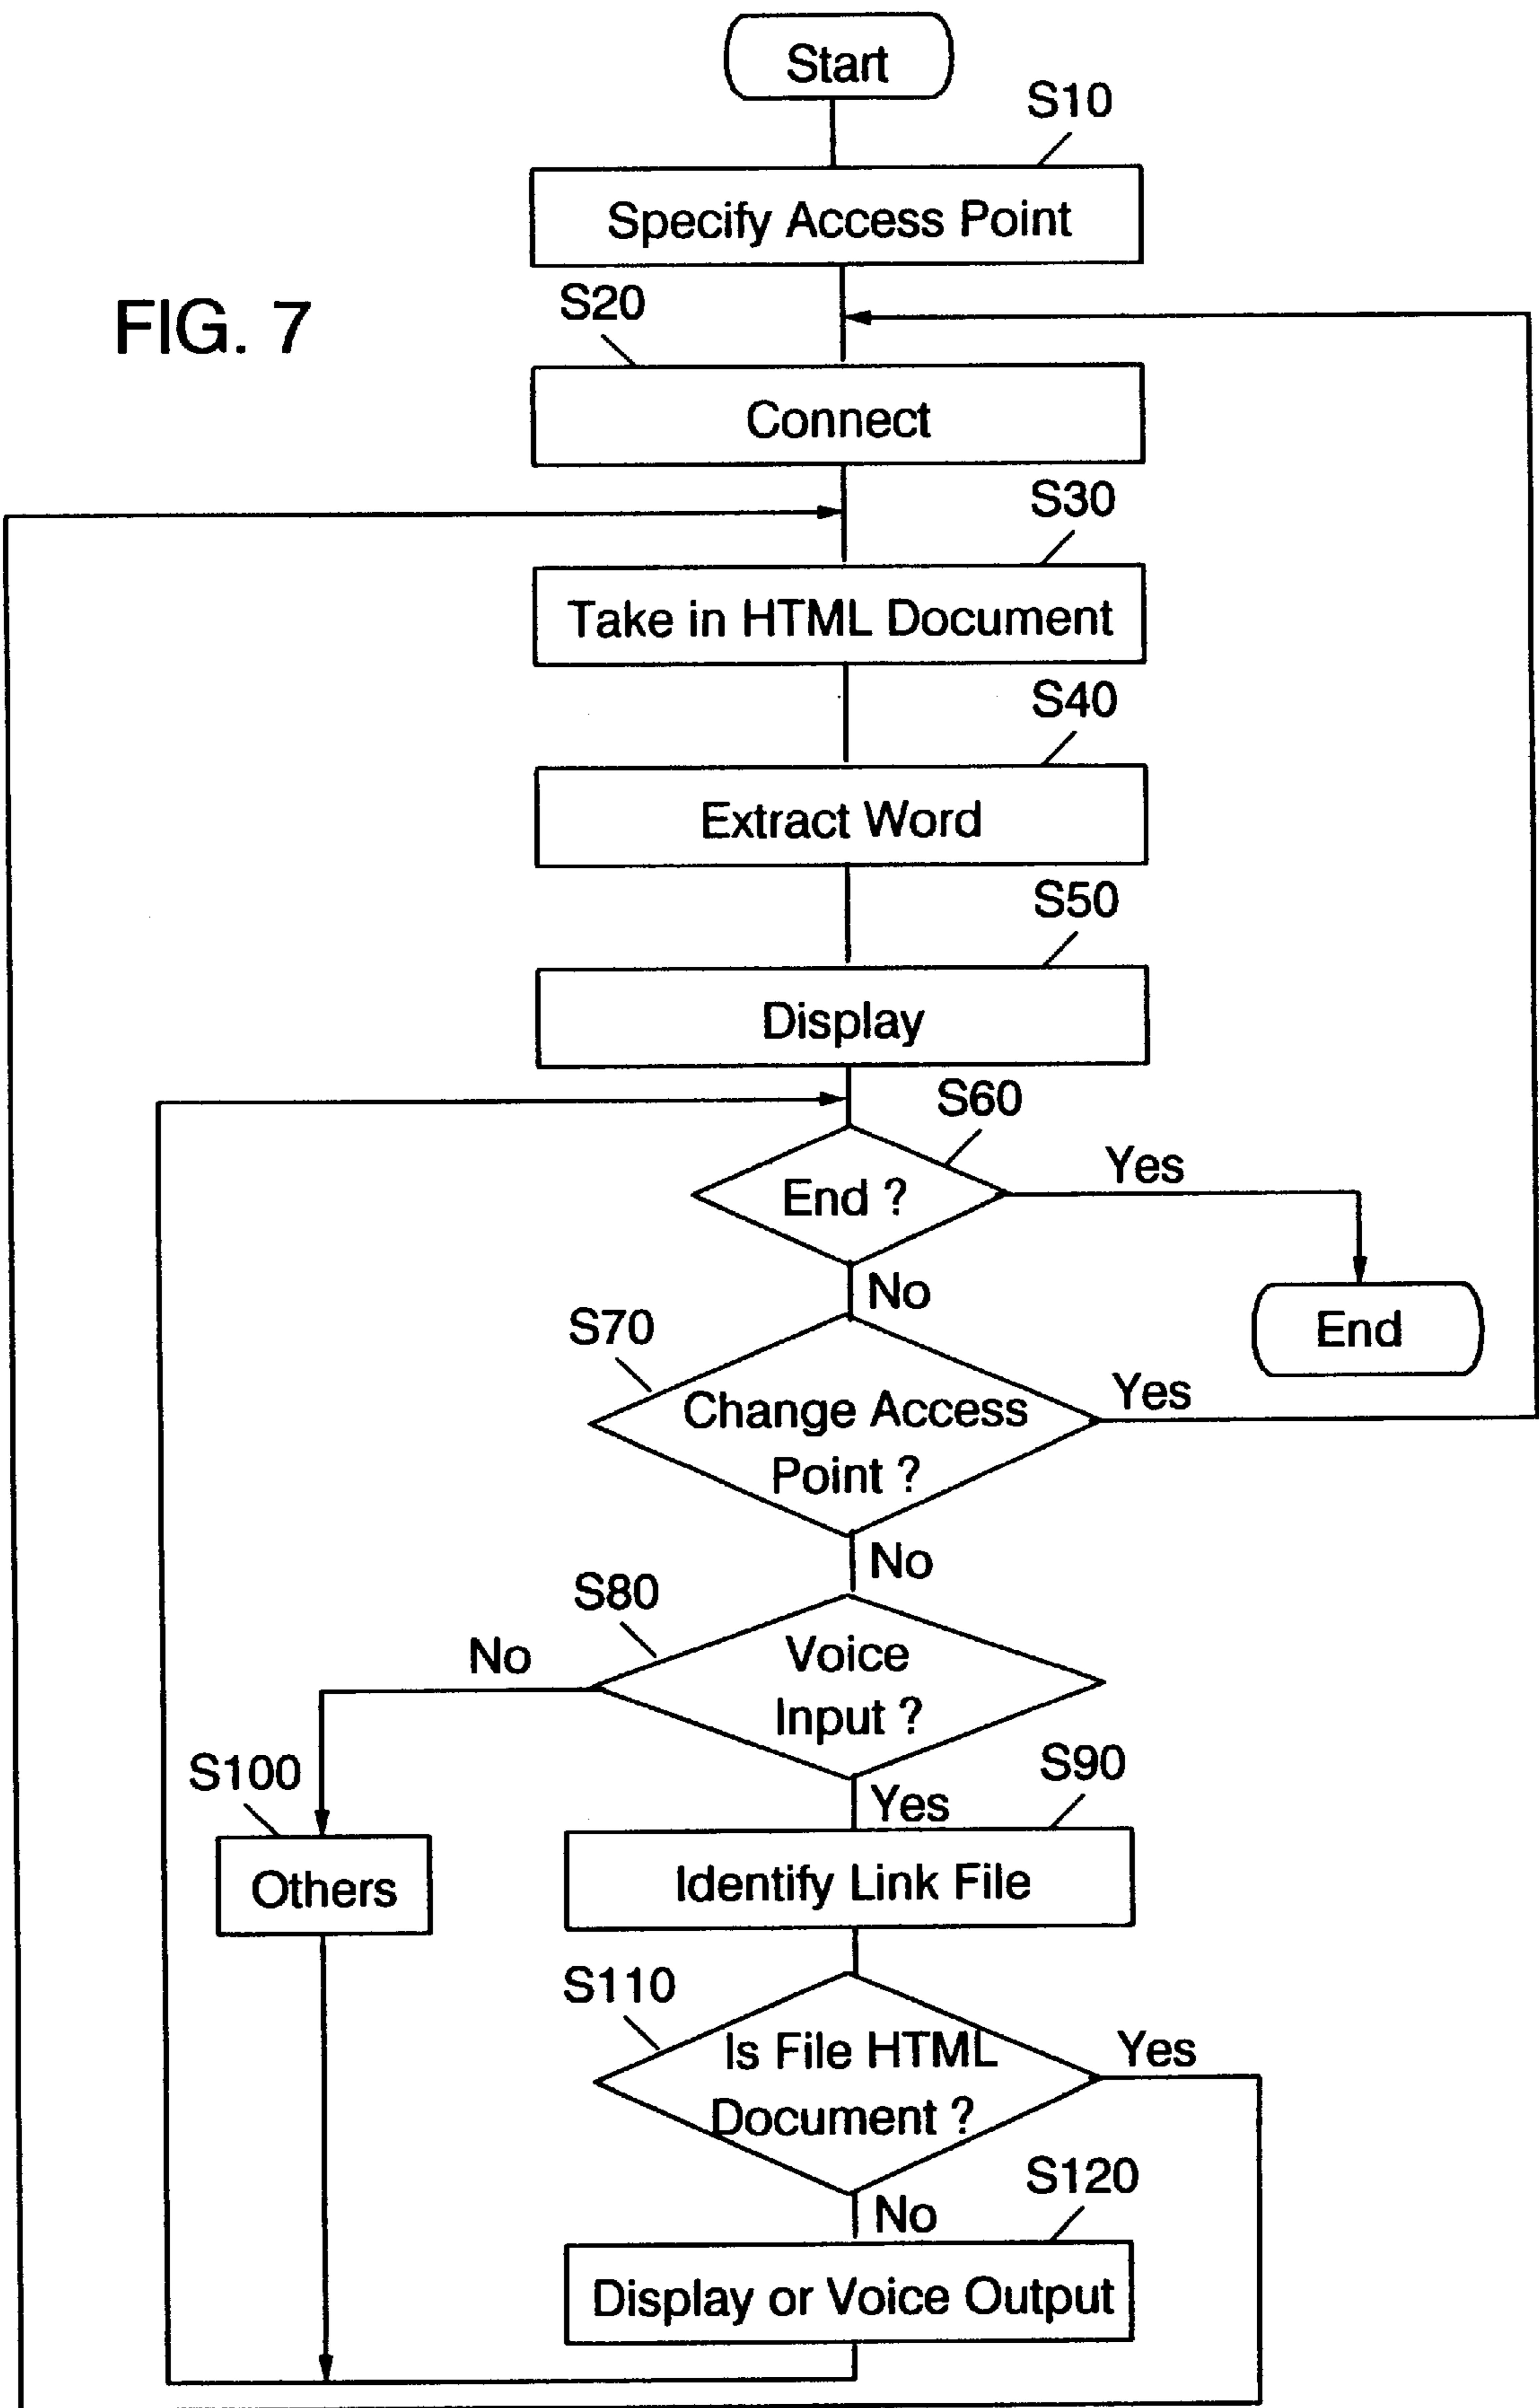 Start
S10
Specify Access Point
FIG. 7
S20
Connect
S30
Take in HTML Document
S40
Extract Word
S50
Display
S60
End ?
Yes
No
End
S70
Change Access
Point ?
Yes
No
S80
Voice
Input ?
No
S100
Others
Yes
S90
Identify Link File
S110
Is File HTML
Document ?
Yes
No
S120
Display or Voice Output